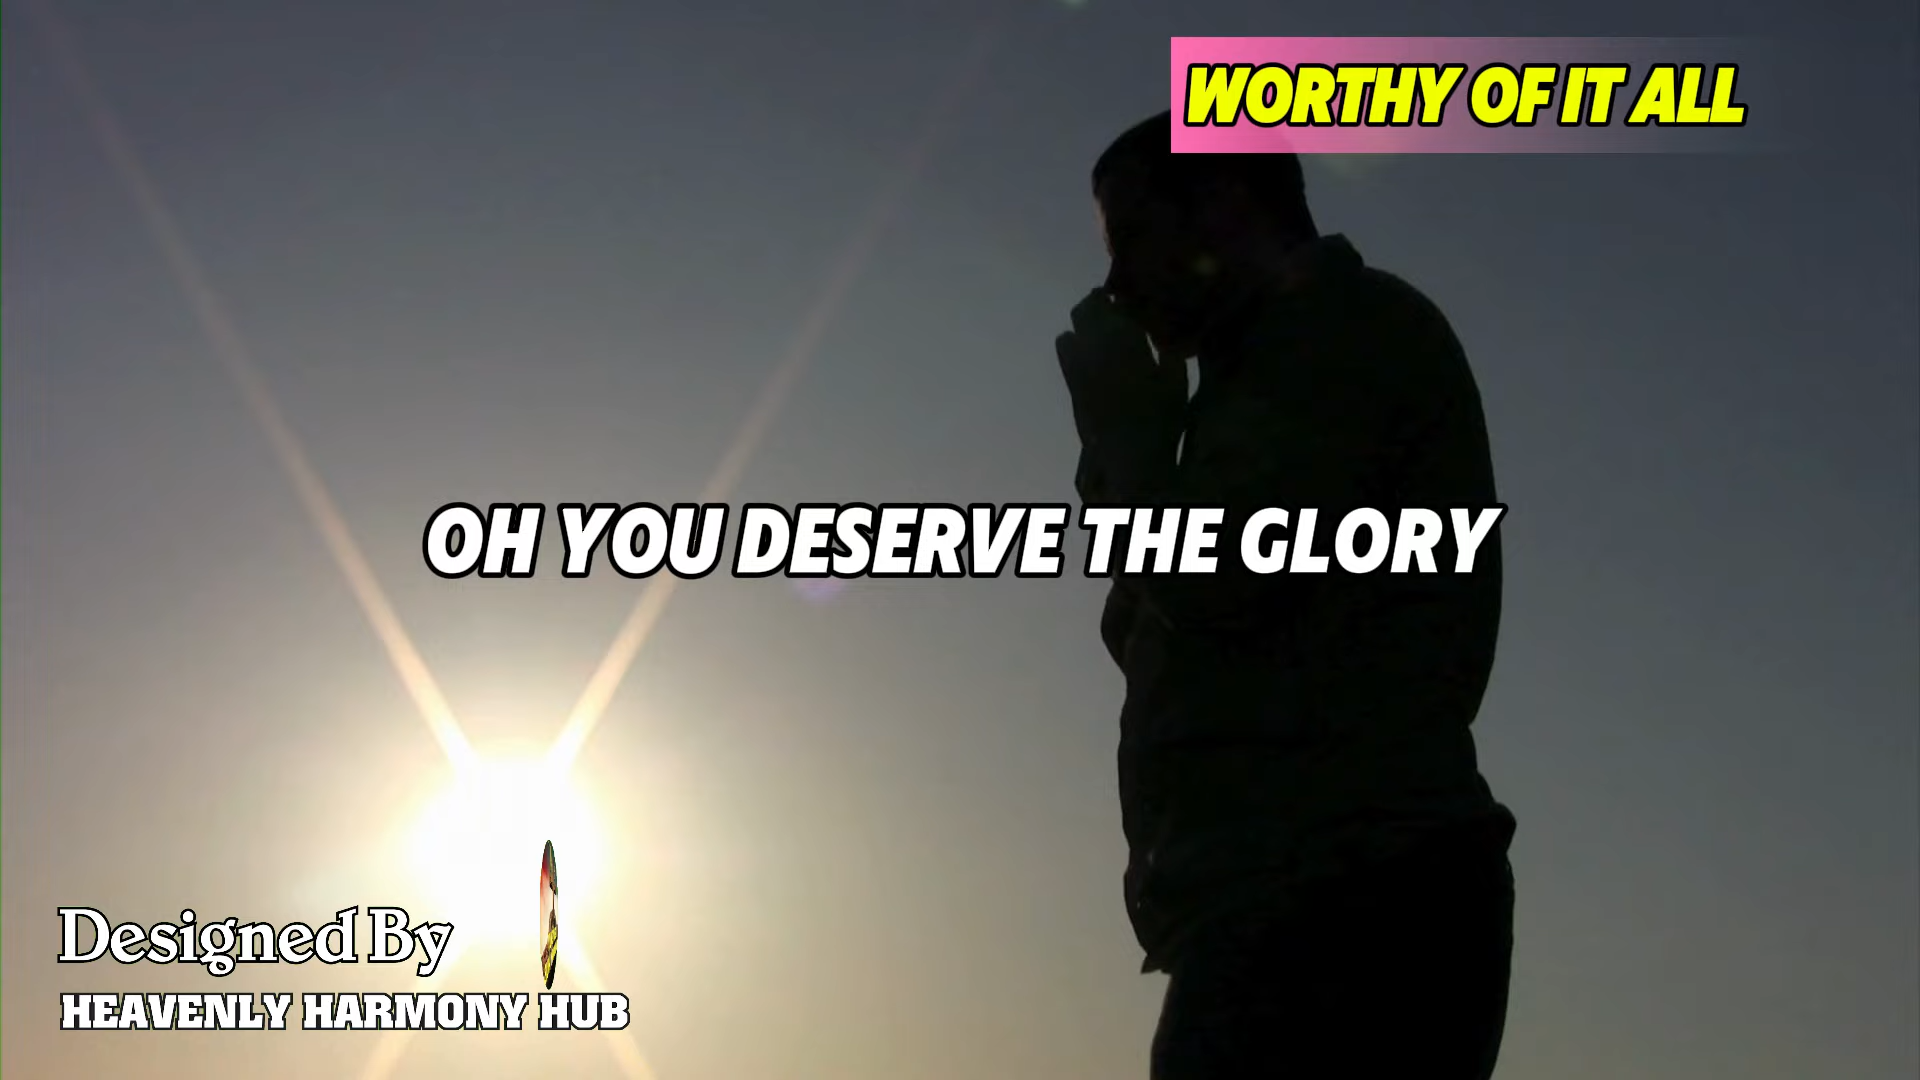 WORTHY OF IT ALL
OH YOU DESERVE THE GLORY
Designed By
HEAVENLY HARMONY HUB